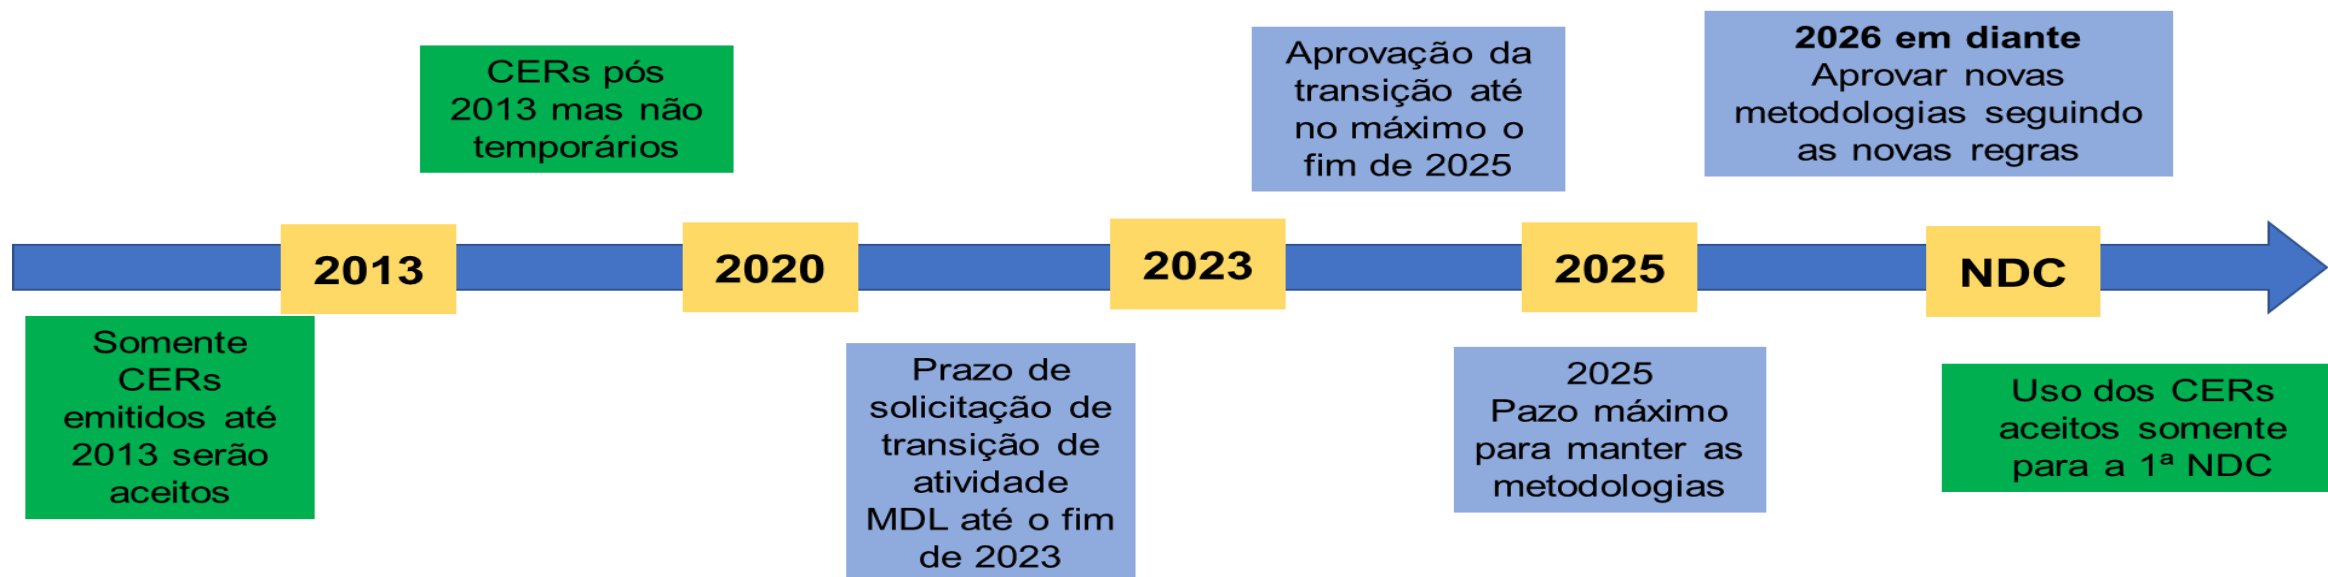 CERs pós
2013 mas não
temporários
Aprovação da
transição até
no máximo o
fim de 2025
2026 em diante
Aprovar novas
metodologias seguindo
as novas regras
2013
2020
2023
2025
NDC
Somente
CERs
emitidos até
2013 serão
aceitos
Prazo de
solicitação de
transição de
atividade
MDL até o fim
de 2023
2025
Pazo máximo
para manter as
metodologias
Uso dos CERs
aceitos somente
para a 1ª NDC